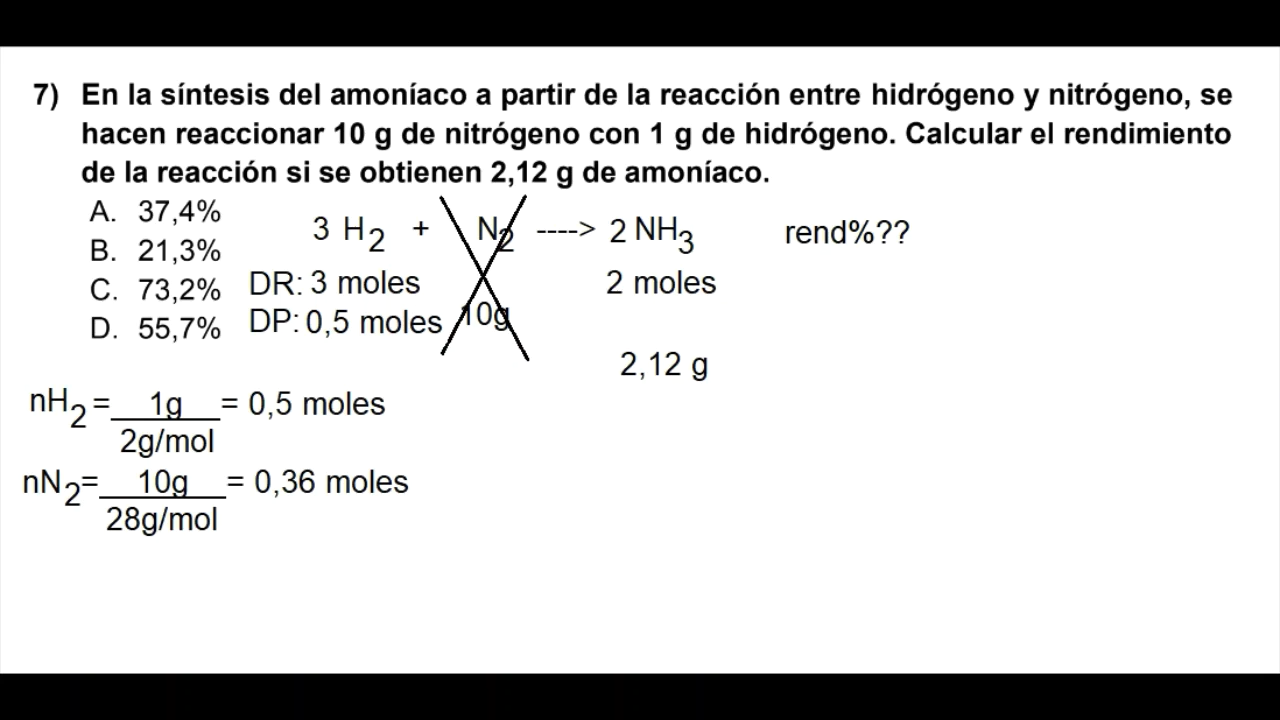 7) En la síntesis del amoníaco a partir de la reacción entre hidrógeno y nitrógeno, se
hacen reaccionar 10 g de nitrógeno con 1 g de hidrógeno. Calcular el rendimiento
de la reacción si se obtienen 2,12 g de amoníaco.
A. 37,4%
B. 21,3%
C. 73,2%
D. 55,7%
3 H2 + N2 ----> 2 NH3 rend%??
DR: 3 moles 2 moles
DP: 0,5 moles 10g
2,12 g
nH2 = 1g = 0,5 moles
2g/mol
nN2= 10g = 0,36 moles
28g/mol